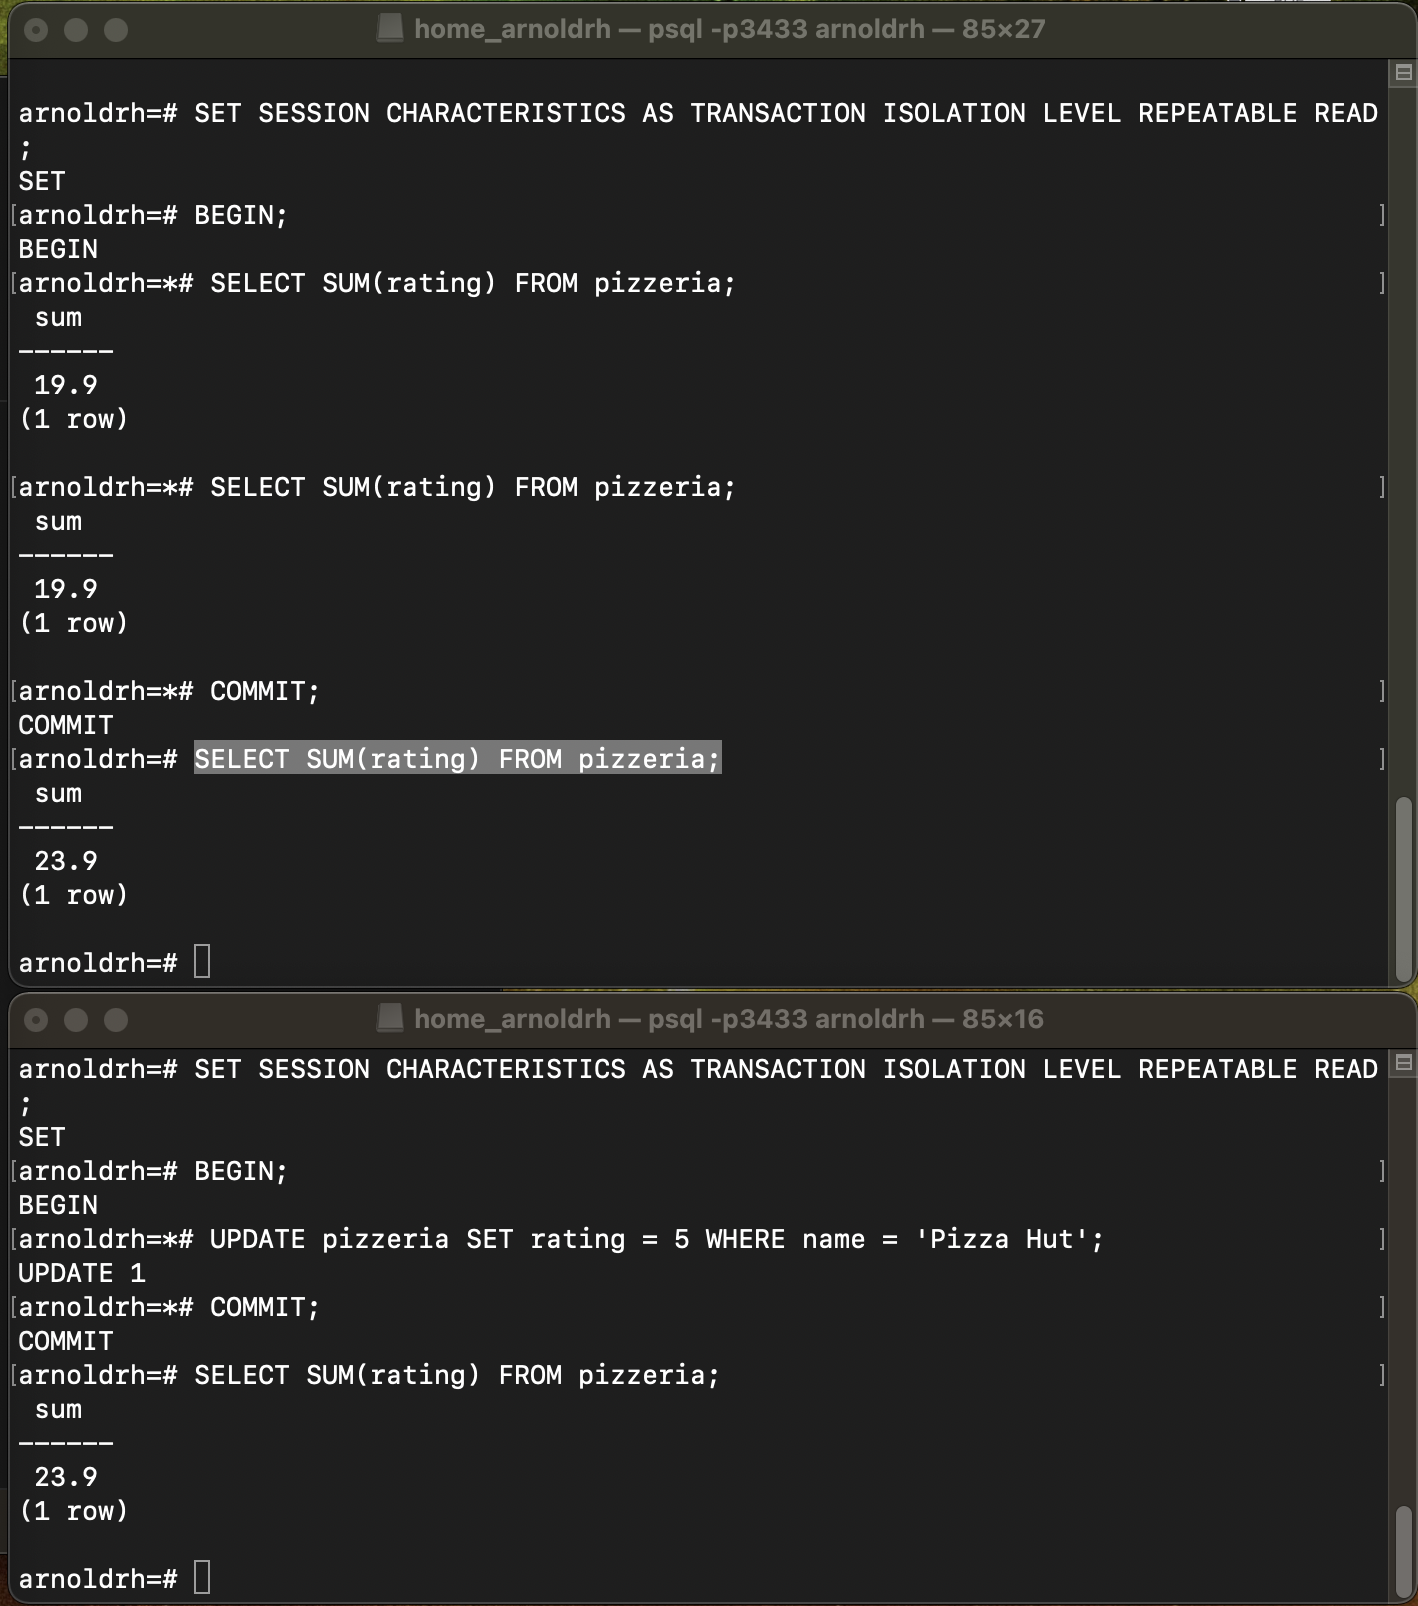 home_arnoldrh — psql -p3433 arnoldrh — 85×27
arnoldrh=# SET SESSION CHARACTERISTICS AS TRANSACTION ISOLATION LEVEL REPEATABLE READ
;
SET
[arnoldrh=# BEGIN; ]
BEGIN
[arnoldrh=*# SELECT SUM(rating) FROM pizzeria; ]
 sum
------
 19.9
(1 row)

[arnoldrh=*# SELECT SUM(rating) FROM pizzeria; ]
 sum
------
 19.9
(1 row)

[arnoldrh=*# COMMIT; ]
COMMIT
[arnoldrh=# SELECT SUM(rating) FROM pizzeria; ]
 sum
------
 23.9
(1 row)

arnoldrh=#
home_arnoldrh — psql -p3433 arnoldrh — 85×16
arnoldrh=# SET SESSION CHARACTERISTICS AS TRANSACTION ISOLATION LEVEL REPEATABLE READ
;
SET
[arnoldrh=# BEGIN; ]
BEGIN
[arnoldrh=*# UPDATE pizzeria SET rating = 5 WHERE name = 'Pizza Hut'; ]
UPDATE 1
[arnoldrh=*# COMMIT; ]
COMMIT
[arnoldrh=# SELECT SUM(rating) FROM pizzeria; ]
 sum
------
 23.9
(1 row)

arnoldrh=#